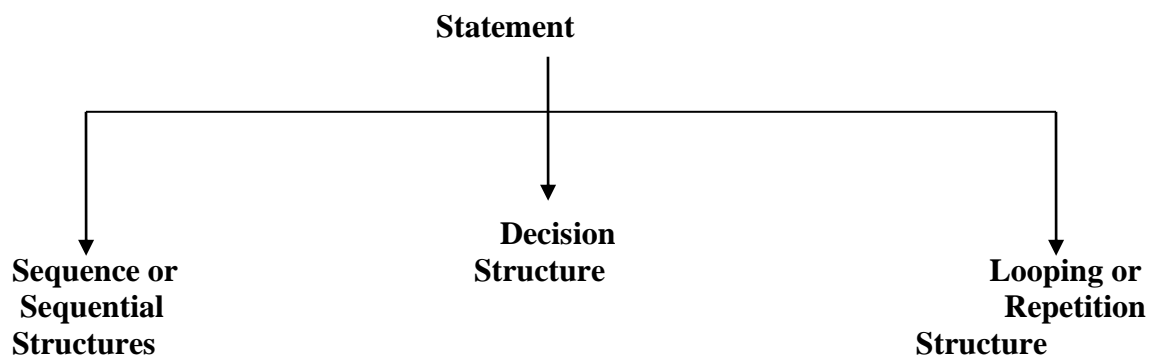 Statement
Decision
Structure
Sequence or
Sequential
Structures
Looping or
Repetition
Structure